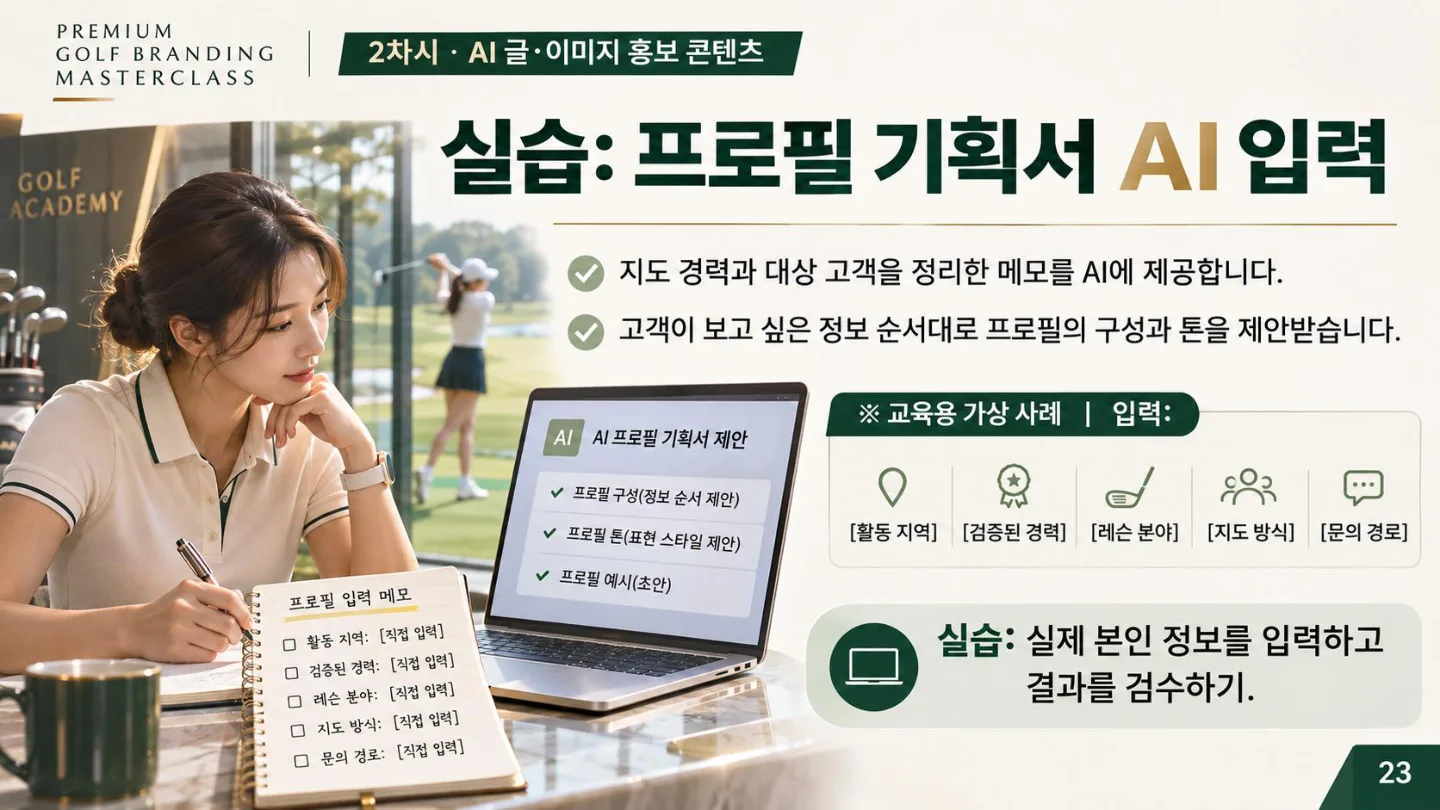 PREMIUM
GOLF BRANDING
MASTERCLASS
2차시 · AI 글·이미지 홍보 콘텐츠
실습: 프로필 기획서 AI 입력
GOLF
ACADEMY
지도 경력과 대상 고객을 정리한 메모를 AI에 제공합니다.
고객이 보고 싶은 정보 순서대로 프로필의 구성과 톤을 제안받습니다.
AI AI 프로필 기획서 제안
프로필 구성(정보 순서 제안)
프로필 톤(표현 스타일 제안)
프로필 예시(초안)
※ 교육용 가상 사례 | 입력:
[활동 지역] [검증된 경력] [레슨 분야] [지도 방식] [문의 경로]
프로필 입력 메모
활동 지역: [직접 입력]
검증된 경력: [직접 입력]
레슨 분야: [직접 입력]
지도 방식: [직접 입력]
문의 경로: [직접 입력]
실습: 실제 본인 정보를 입력하고
결과를 검수하기.
23